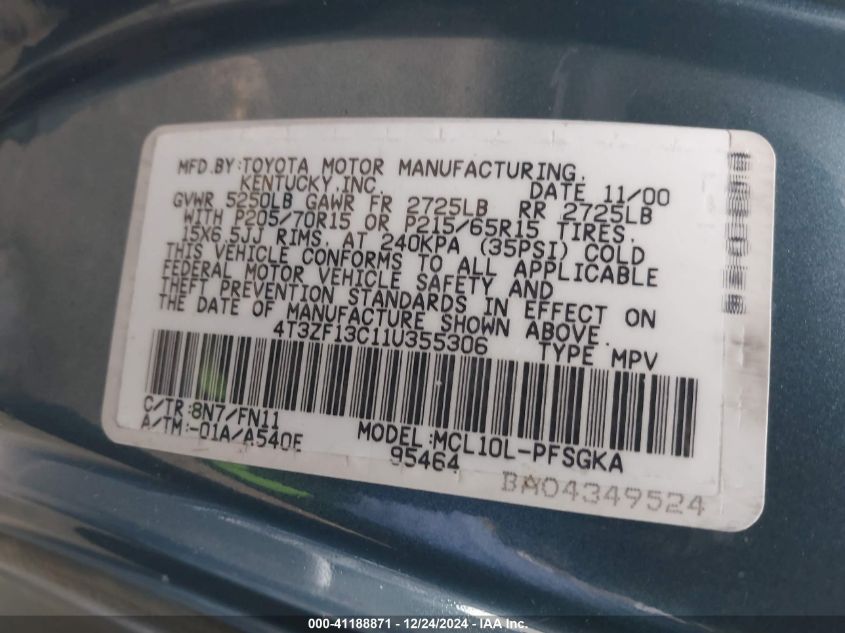 MFD.BY:TOYOTA MOTOR MANUFACTURING,
KENTUCKY,INC. DATE 11/00
GVWR 5250LB GAWR FR 2725LB RR 2725LB
WITH P205/70R15 OR P215/65R15 TIRES,
15X6.5JJ RIMS, AT 240KPA (35PSI) COLD
THIS VEHICLE CONFORMS TO ALL APPLICABLE
FEDERAL MOTOR VEHICLE SAFETY AND
THEFT PREVENTION STANDARDS IN EFFECT ON
THE DATE OF MANUFACTURE SHOWN ABOVE.
4T3ZF13C11U355306 TYPE MPV
C/TR:8N7/FN11
A/TM:-01A/A540E MODEL:MCL10L-PFSGKA
95464
BA04349524
000-41188871 - 12/24/2024 - IAA Inc.